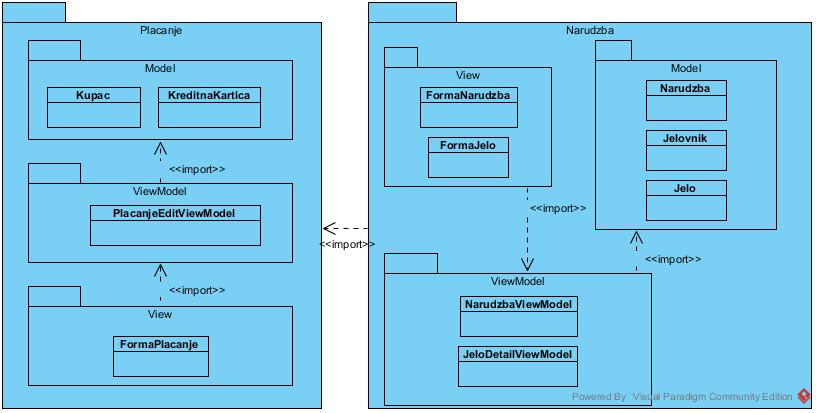 Placanje
Model
Kupac
KreditnaKartica
<<import>>
ViewModel
PlacanjeEditViewModel
<<import>>
View
FormaPlacanje
<<import>>
Narudzba
View
FormaNarudzba
FormaJelo
Model
Narudzba
Jelovnik
Jelo
<<import>>
<<import>>
ViewModel
NarudzbaViewModel
JeloDetailViewModel
Powered By Visual Paradigm Community Edition